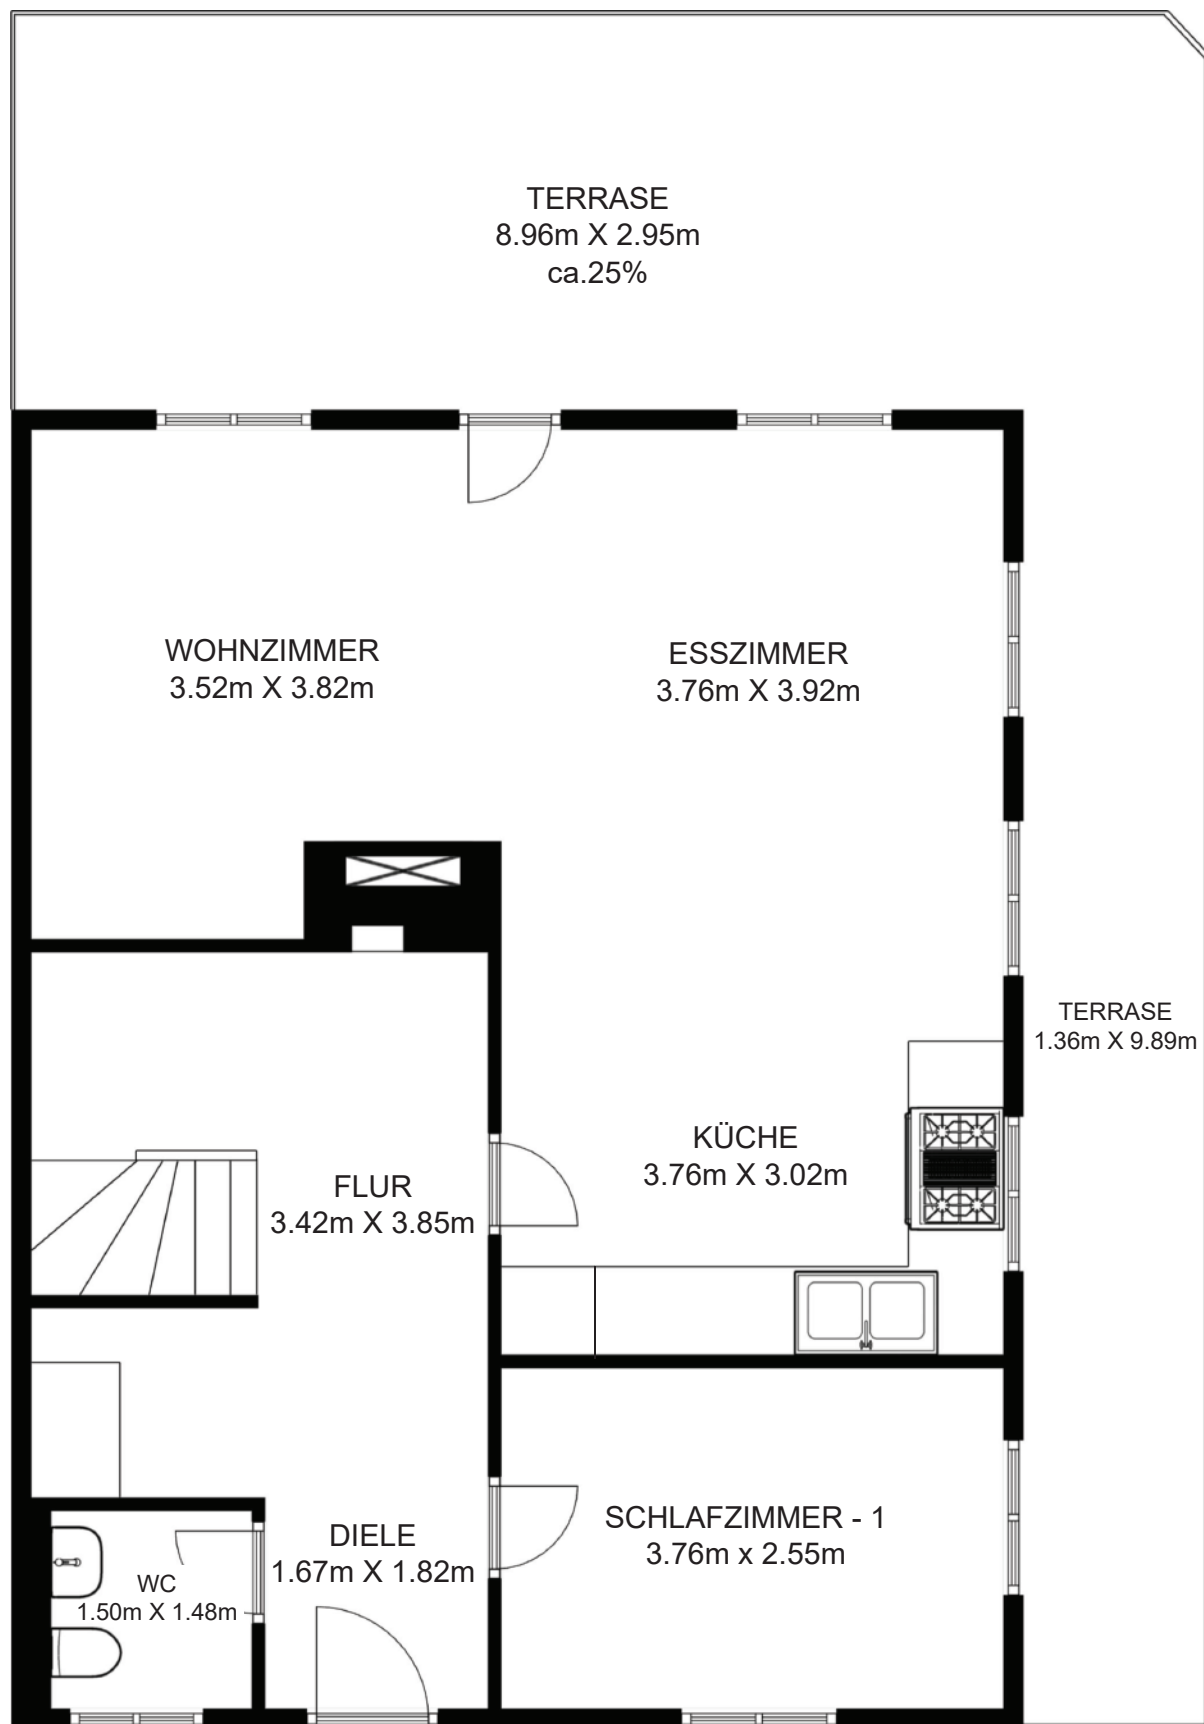 TERRASE
8.96m X 2.95m
ca.25%
WOHNZIMMER
3.52m X 3.82m
ESSZIMMER
3.76m X 3.92m
TERRASE
1.36m X 9.89m
KÜCHE
3.76m X 3.02m
FLUR
3.42m X 3.85m
SCHLAFZIMMER - 1
3.76m x 2.55m
DIELE
1.67m X 1.82m
WC
1.50m X 1.48m